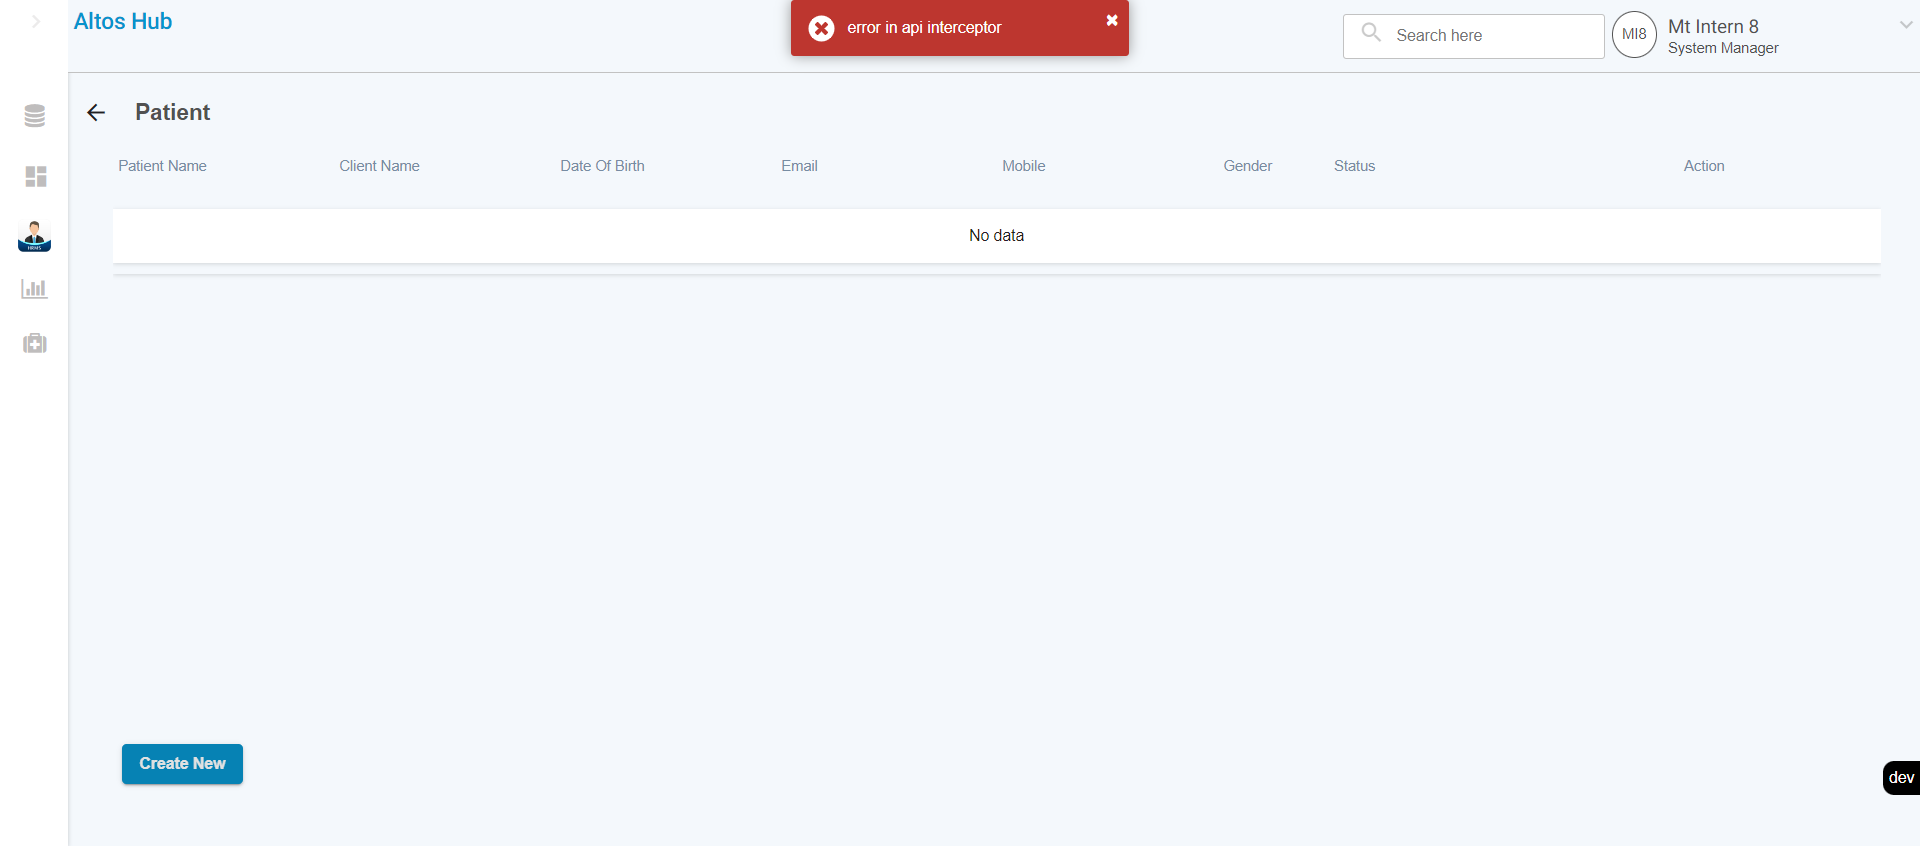 Altos Hub
error in api interceptor
Search here
MI8
Mt Intern 8
System Manager
Patient
Patient Name Client Name Date Of Birth Email Mobile Gender Status Action
No data
HRMS
Create New
dev